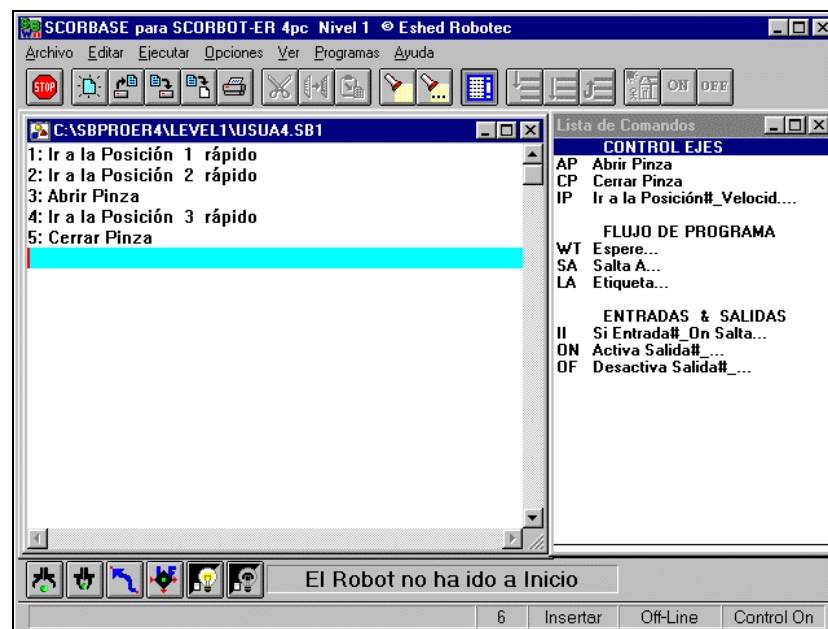 SCORBASE para SCORBOT-ER 4pc Nivel 1 © Eshed Robotec
Archivo Editar Ejecutar Opciones Ver Programas Ayuda
STOP
ON OFF
C:\SBPROER4\LEVEL1\USUA4.SB1
1: Ir a la Posición 1 rápido
2: Ir a la Posición 2 rápido
3: Abrir Pinza
4: Ir a la Posición 3 rápido
5: Cerrar Pinza
Lista de Comandos
CONTROL EJES
AP Abrir Pinza
CP Cerrar Pinza
IP Ir a la Posición#_Velocid....
FLUJO DE PROGRAMA
WT Espere...
SA Salta A...
LA Etiqueta...
ENTRADAS & SALIDAS
II Si Entrada#_On Salta...
ON Activa Salida#_...
OF Desactiva Salida#_...
El Robot no ha ido a Inicio
6 Insertar Off-Line Control On